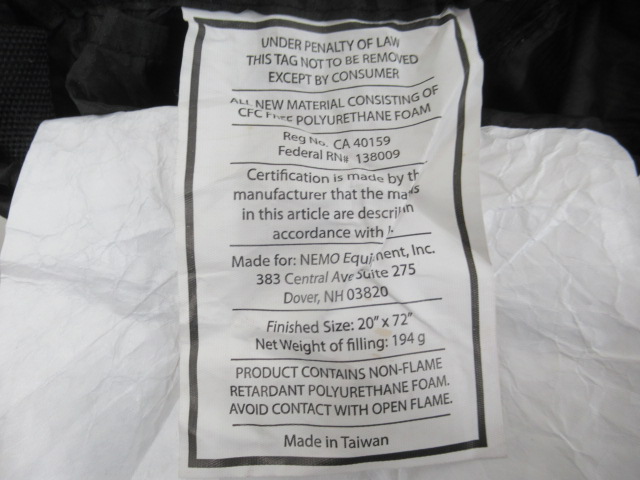 UNDER PENALTY OF LAW
THIS TAG NOT TO BE REMOVED
EXCEPT BY CONSUMER
ALL NEW MATERIAL CONSISTING OF
CFC FREE POLYURETHANE FOAM
Reg No. CA 40159
Federal RN# 138009
Certification is made by
manufacturer that the
in this article are
accordance with
Made for: NEMO Equipment, Inc.
383 Central Ave Suite 275
Dover, NH 03820
Finished Size: 20" x 72"
Net Weight of filling: 194 g
PRODUCT CONTAINS NON-FLAME
RETARDANT POLYURETHANE FOAM.
AVOID CONTACT WITH OPEN FLAME.
Made in Taiwan